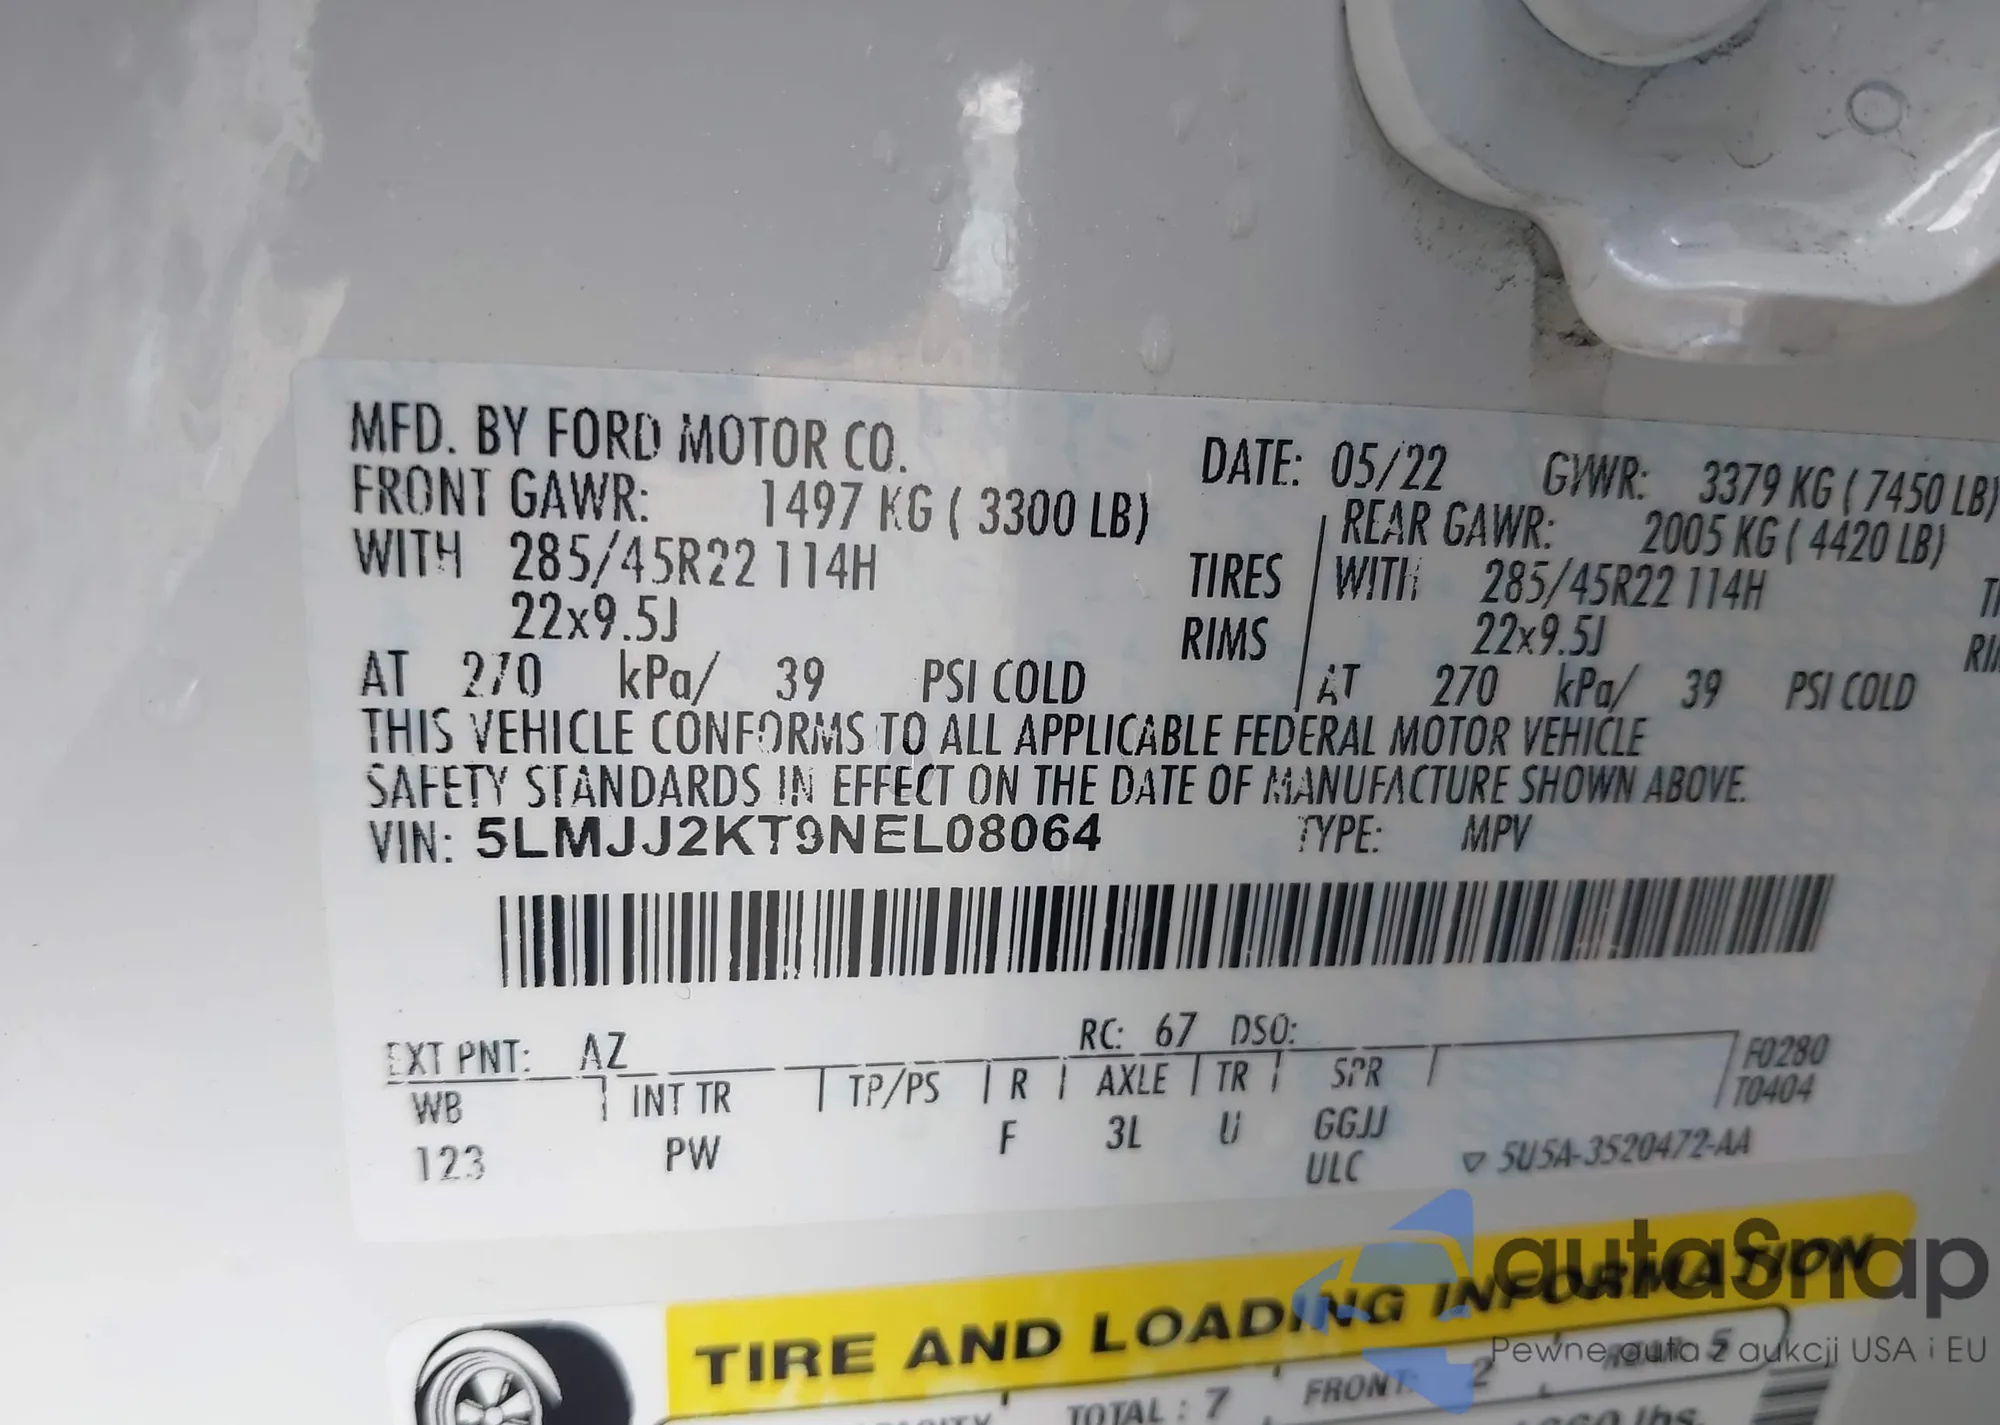 MFD. BY FORD MOTOR CO.
DATE: 05/22 GVWR: 3379 KG ( 7450 LB)
FRONT GAWR: 1497 KG ( 3300 LB)
REAR GAWR: 2005 KG ( 4420 LB)
WITH 285/45R22 114H TIRES
WITH 285/45R22 114H
22x9.5J RIMS
22x9.5J
AT 270 kPa/ 39 PSI COLD
AT 270 kPa/ 39 PSI COLD
THIS VEHICLE CONFORMS TO ALL APPLICABLE FEDERAL MOTOR VEHICLE
SAFETY STANDARDS IN EFFECT ON THE DATE OF MANUFACTURE SHOWN ABOVE.
VIN: 5LMJJ2KT9NEL08064 TYPE: MPV
EXT PNT: AZ RC: 67 DSO:
WB INT TR TP/PS R AXLE TR SPR F0280
T0404
123 PW F 3L U GGJJ
ULC ▽ 5U5A-3520472-AA
TIRE AND LOADING INFORMATION
TOTAL : 7 FRONT: 2 5
lbs.
autaSnap
Pewne auta z aukcji USA i EU